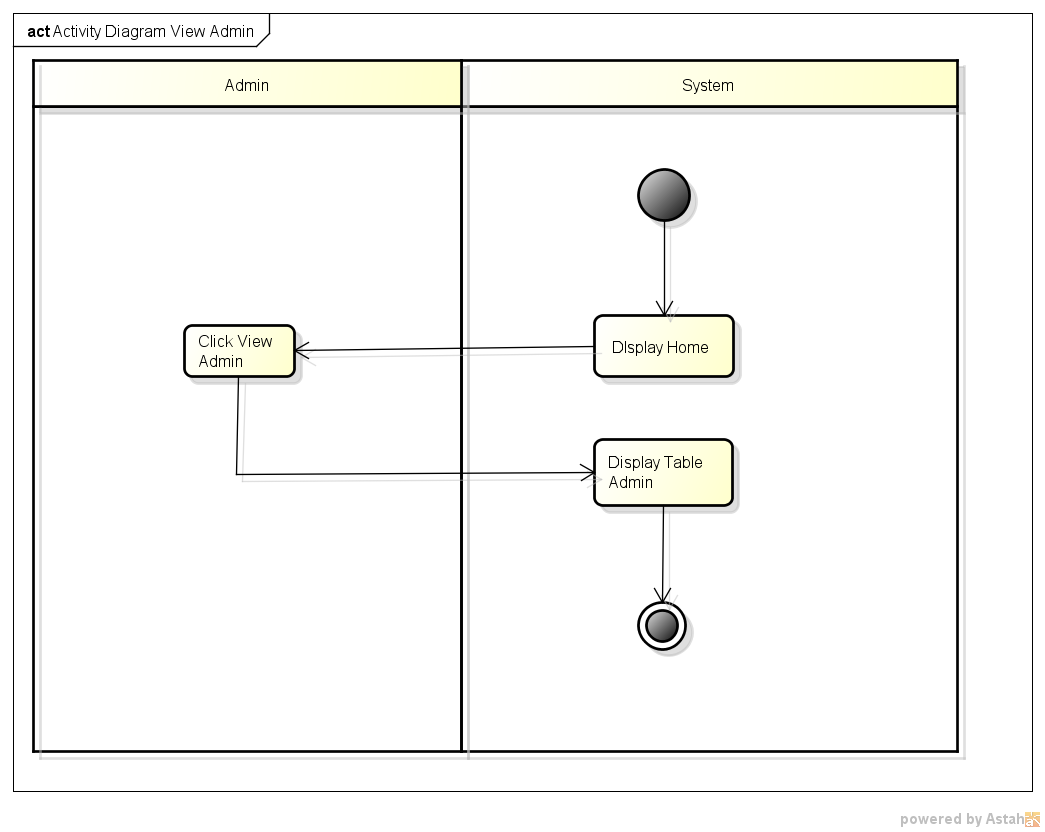 act Activity Diagram View Admin
Admin
System
Click View
Admin
DIsplay Home
Display Table
Admin
powered by Astah